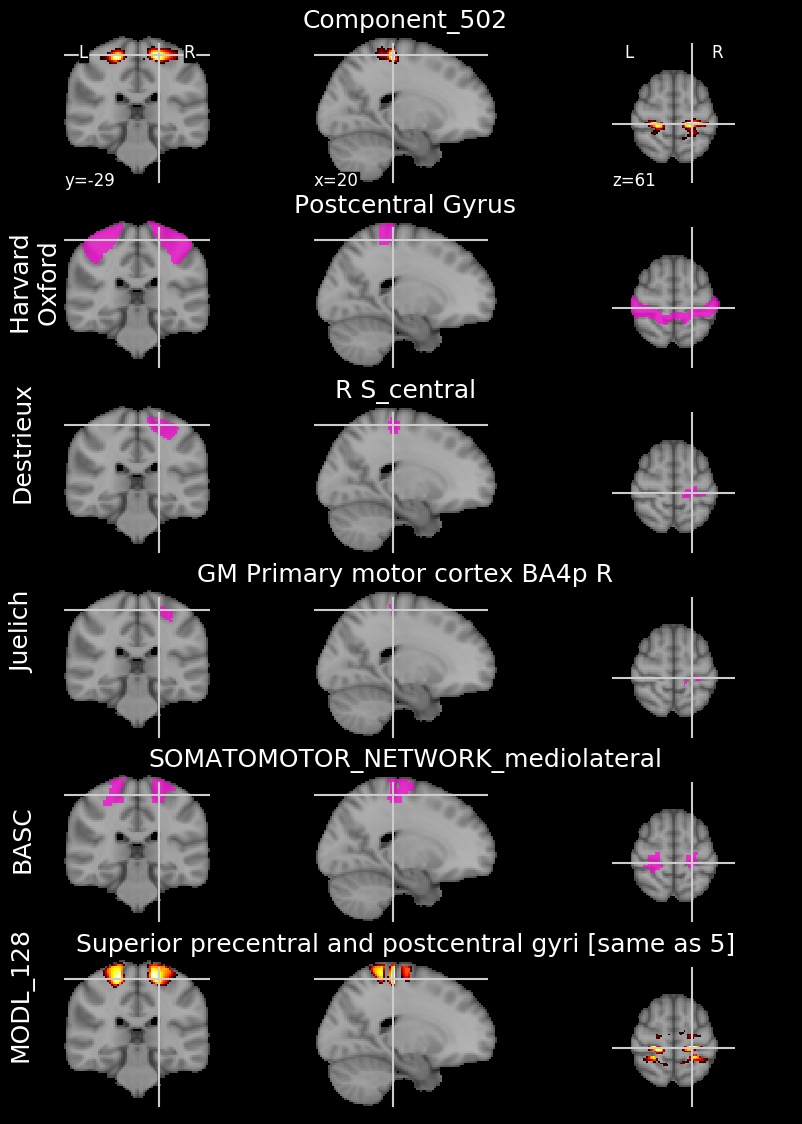 Component_502
L R
L R
y=-29
x=20
z=61
Postcentral Gyrus
Harvard
Oxford
R S_central
Destrieux
GM Primary motor cortex BA4p R
Juelich
SOMATOMOTOR_NETWORK_mediolateral
BASC
Superior precentral and postcentral gyri [same as 5]
MODL_128